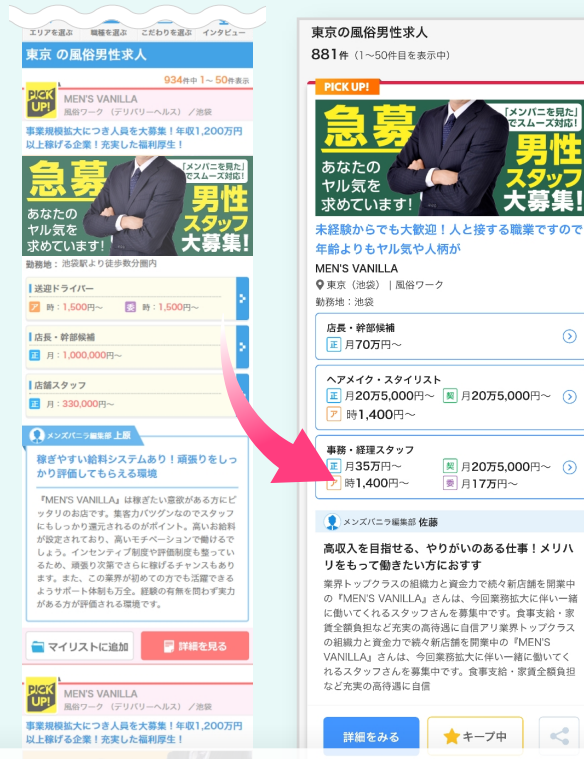 エリアを選ぶ 職種を選ぶ こだわりを選ぶ インタビュー
東京 の風俗男性求人
934件中 1～ 50件表示
PICK UP!
MEN'S VANILLA
風俗ワーク （デリバリーヘルス） ／池袋
事業規模拡大につき人員を大募集！年収1,200万円
以上稼げる企業！充実した福利厚生！
急募
あなたの
ヤル気を
求めています!
「メンバニを見た」
でスムーズ対応!
男性
スタッフ
大募集!
勤務地： 池袋駅より徒歩数分圏内
送迎ドライバー
ア 時：1,500円～ 委 時：1,500円～
店長・幹部候補
正 月：1,000,000円～
店舗スタッフ
正 月：330,000円～
メンズバニラ編集部 上原
稼ぎやすい給料システムあり！頑張りをしっ
かり評価してもらえる環境
『MEN'S VANILLA』は稼ぎたい意欲がある方にピ
ッタリのお店です。集客力バツグンなのでスタッフ
にもしっかり還元されるのがポイント。高いお給料
が設定されており、高いモチベーションで働けるで
しょう。インセンティブ制度や評価制度も整ってい
るため、頑張り次第でさらに稼げるチャンスもあり
ます。また、この業界が初めての方でも活躍できる
ようサポート体制も万全。経験の有無を問わず実力
がある方が評価される環境です。
マイリストに追加
詳細を見る
PICK UP!
MEN'S VANILLA
風俗ワーク （デリバリーヘルス） ／池袋
事業規模拡大につき人員を大募集！年収1,200万円
以上稼げる企業！充実した福利厚生！
東京の風俗男性求人
881件（1～50件目を表示中）
PICK UP!
急募
あなたの
ヤル気を
求めています!
「メンバニを見た」
でスムーズ対応!
男性
スタッフ
大募集!
未経験からでも大歓迎！人と接する職業ですので
年齢よりもヤル気や人柄が
MEN'S VANILLA
東京（池袋）｜風俗ワーク
勤務地：池袋
店長・幹部候補
正 月70万円～
ヘアメイク・スタイリスト
正 月20万5,000円～ 契 月20万5,000円～
ア 時1,400円～
事務・経理スタッフ
正 月35万円～ 契 月20万5,000円～
ア 時1,400円～ 委 月17万円～
メンズバニラ編集部 佐藤
高収入を目指せる、やりがいのある仕事！メリハ
リをもって働きたい方におすす
業界トップクラスの組織力と資金力で続々新店舗を開業中
の『MEN'S VANILLA』さんは、今回業務拡大に伴い一緒
に働いてくれるスタッフさんを募集中です。食事支給・家
賃全額負担など充実の高待遇に自信アリ業界トップクラス
の組織力と資金力で続々新店舗を開業中の『MEN'S
VANILLA』さんは、今回業務拡大に伴い一緒に働いてく
れるスタッフさんを募集中です。食事支給・家賃全額負担
など充実の高待遇に自信
詳細をみる
キープ中